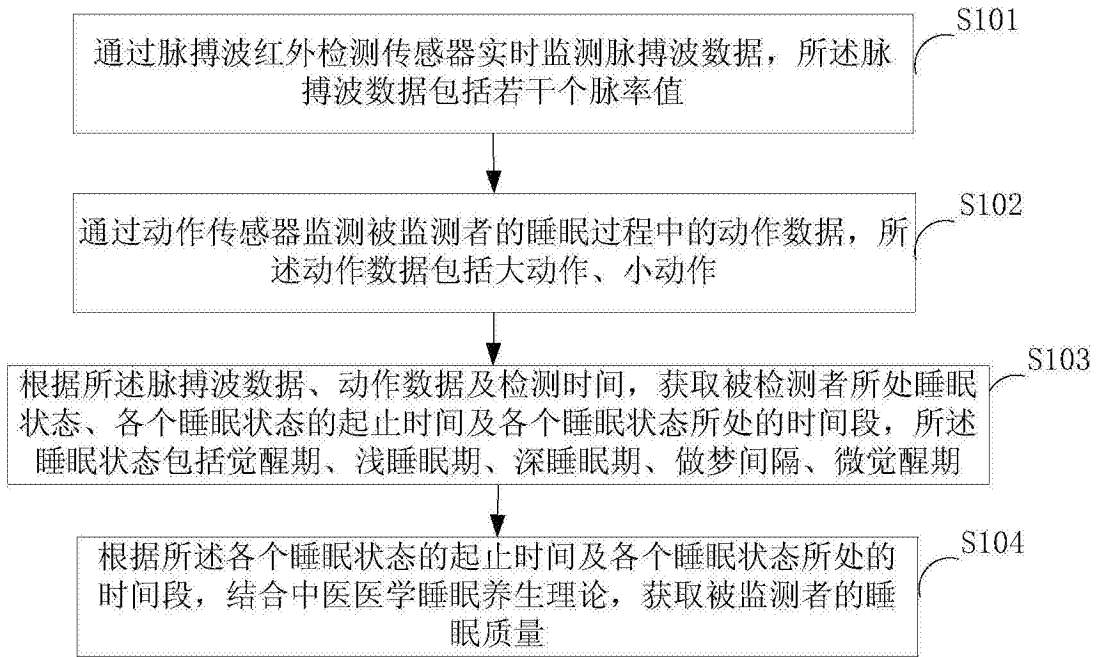 S101
通过脉搏波红外检测传感器实时监测脉搏波数据，所述脉
搏波数据包括若干个脉率值
S102
通过动作传感器监测被监测者的睡眠过程中的动作数据，所
述动作数据包括大动作、小动作
S103
根据所述脉搏波数据、动作数据及检测时间，获取被检测者所处睡眠
状态、各个睡眠状态的起止时间及各个睡眠状态所处的时间段，所述
睡眠状态包括觉醒期、浅睡眠期、深睡眠期、做梦间隔、微觉醒期
S104
根据所述各个睡眠状态的起止时间及各个睡眠状态所处的
时间段，结合中医医学睡眠养生理论，获取被监测者的睡
眠质量